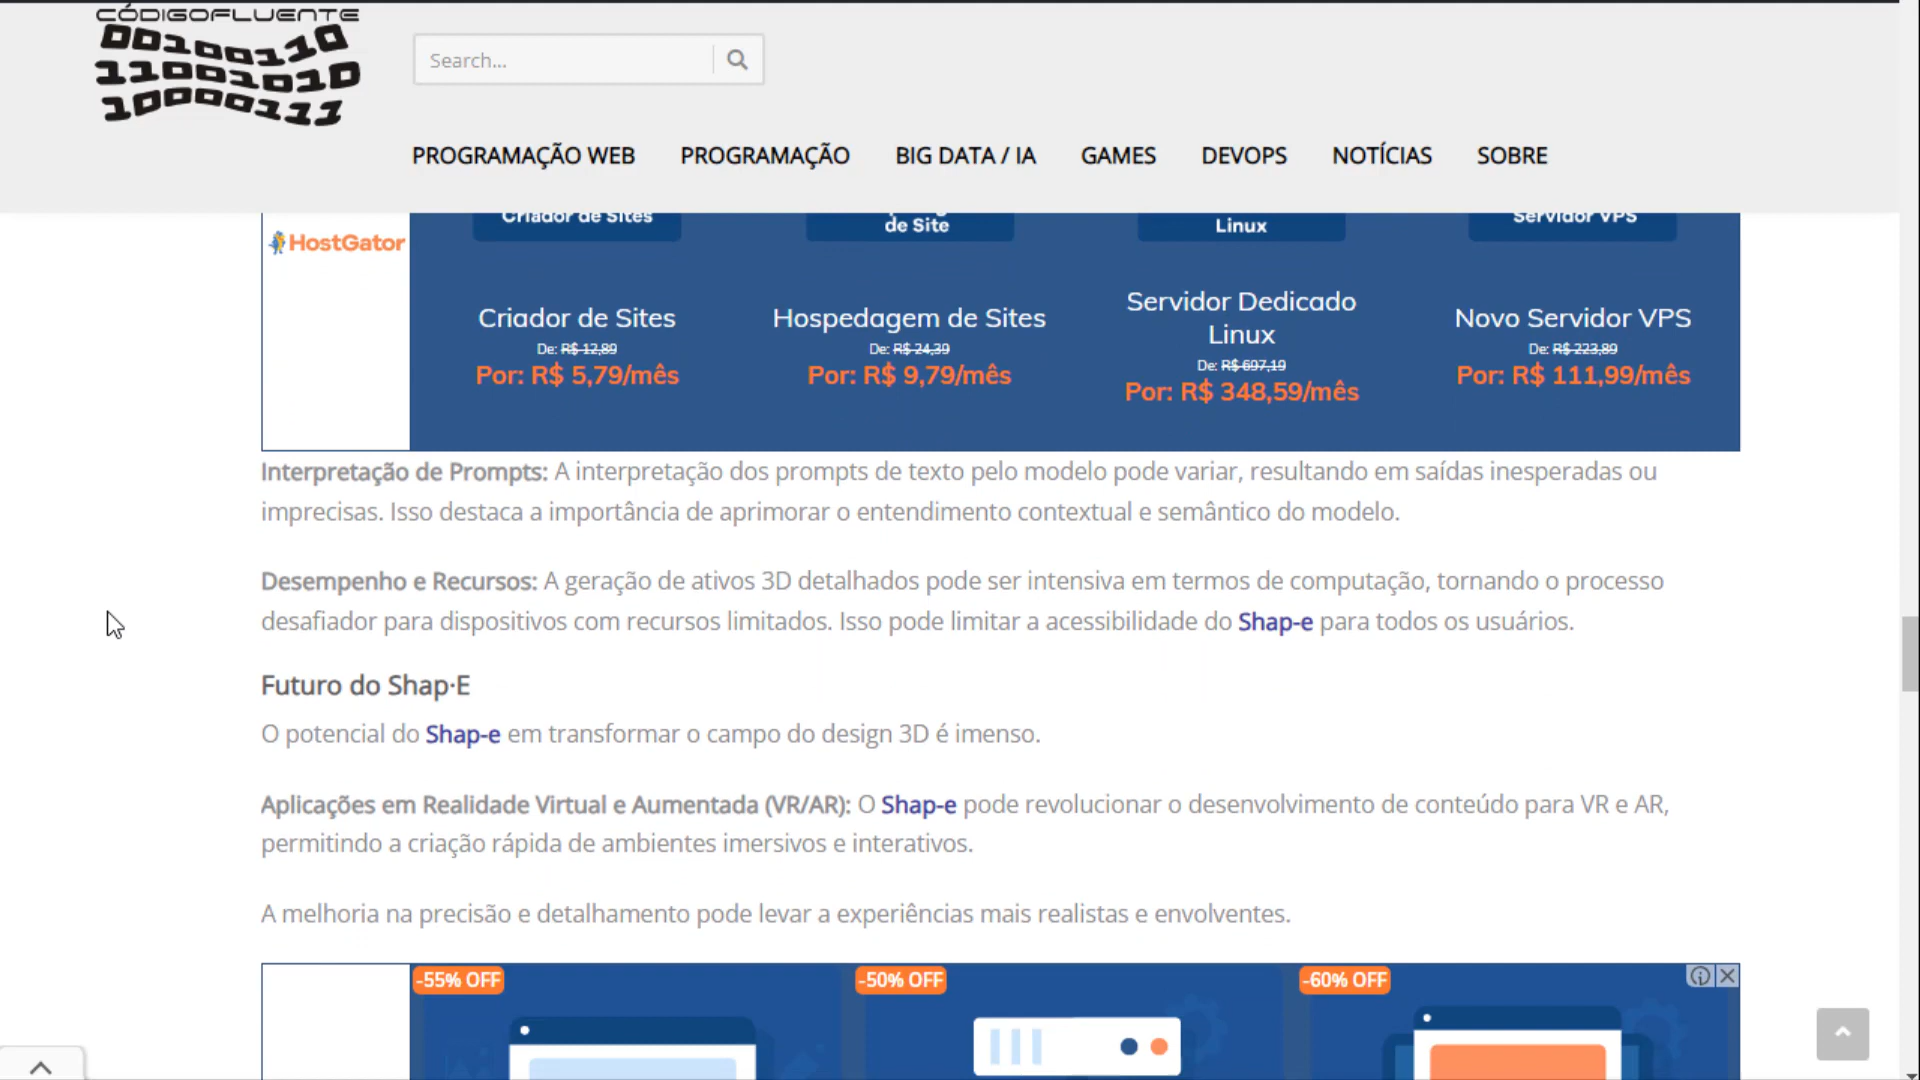 CÓDIGOFLUENTE
00100110
11001010
10000111
Search...
PROGRAMAÇÃO WEB PROGRAMAÇÃO BIG DATA / IA GAMES DEVOPS NOTÍCIAS SOBRE
HostGator
Criador de Sites
de Site
Linux
Servidor VPS
Criador de Sites
De: R$ 12,89
Por: R$ 5,79/mês
Hospedagem de Sites
De: R$ 24,39
Por: R$ 9,79/mês
Servidor Dedicado
Linux
De: R$ 697,19
Por: R$ 348,59/mês
Novo Servidor VPS
De: R$ 223,89
Por: R$ 111,99/mês
Interpretação de Prompts: A interpretação dos prompts de texto pelo modelo pode variar, resultando em saídas inesperadas ou
imprecisas. Isso destaca a importância de aprimorar o entendimento contextual e semântico do modelo.
Desempenho e Recursos: A geração de ativos 3D detalhados pode ser intensiva em termos de computação, tornando o processo
desafiador para dispositivos com recursos limitados. Isso pode limitar a acessibilidade do Shap-e para todos os usuários.
Futuro do Shap·E
O potencial do Shap-e em transformar o campo do design 3D é imenso.
Aplicações em Realidade Virtual e Aumentada (VR/AR): O Shap-e pode revolucionar o desenvolvimento de conteúdo para VR e AR,
permitindo a criação rápida de ambientes imersivos e interativos.
A melhoria na precisão e detalhamento pode levar a experiências mais realistas e envolventes.
-55% OFF
-50% OFF
-60% OFF